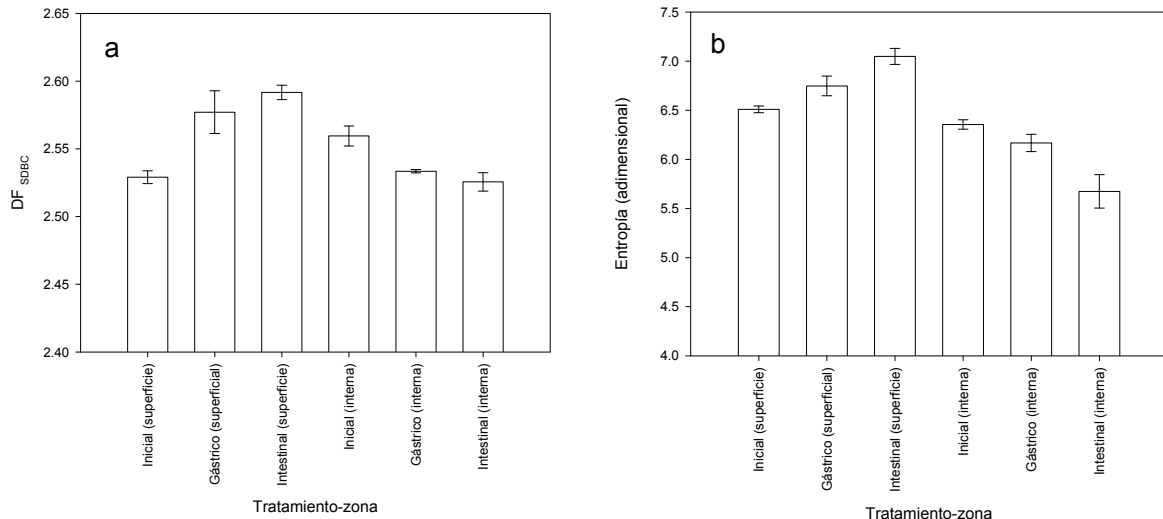 a
2.65
2.60
2.55
2.50
2.45
2.40
DF SDBC
Inicial (superficie)
Gástrico (superficial)
Intestinal (superficie)
Inicial (interna)
Gástrico (interna)
Intestinal (interna)
Tratamiento-zona
b
7.5
7.0
6.5
6.0
5.5
5.0
4.5
4.0
Entropía (adimensional)
Inicial (superficie)
Gástrico (superficial)
Intestinal (superficie)
Inicial (interna)
Gástrico (interna)
Intestinal (interna)
Tratamiento-zona